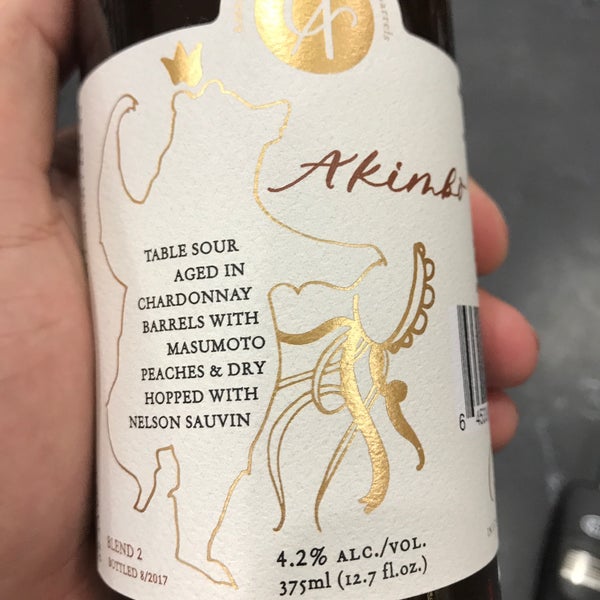 Akimbo
TABLE SOUR
AGED IN
CHARDONNAY
BARRELS WITH
MASUMOTO
PEACHES & DRY
HOPPED WITH
NELSON SAUVIN
BLEND 2
BOTTLED 8/2017
4.2% ALC./VOL.
375ml (12.7 fl.oz.)
6